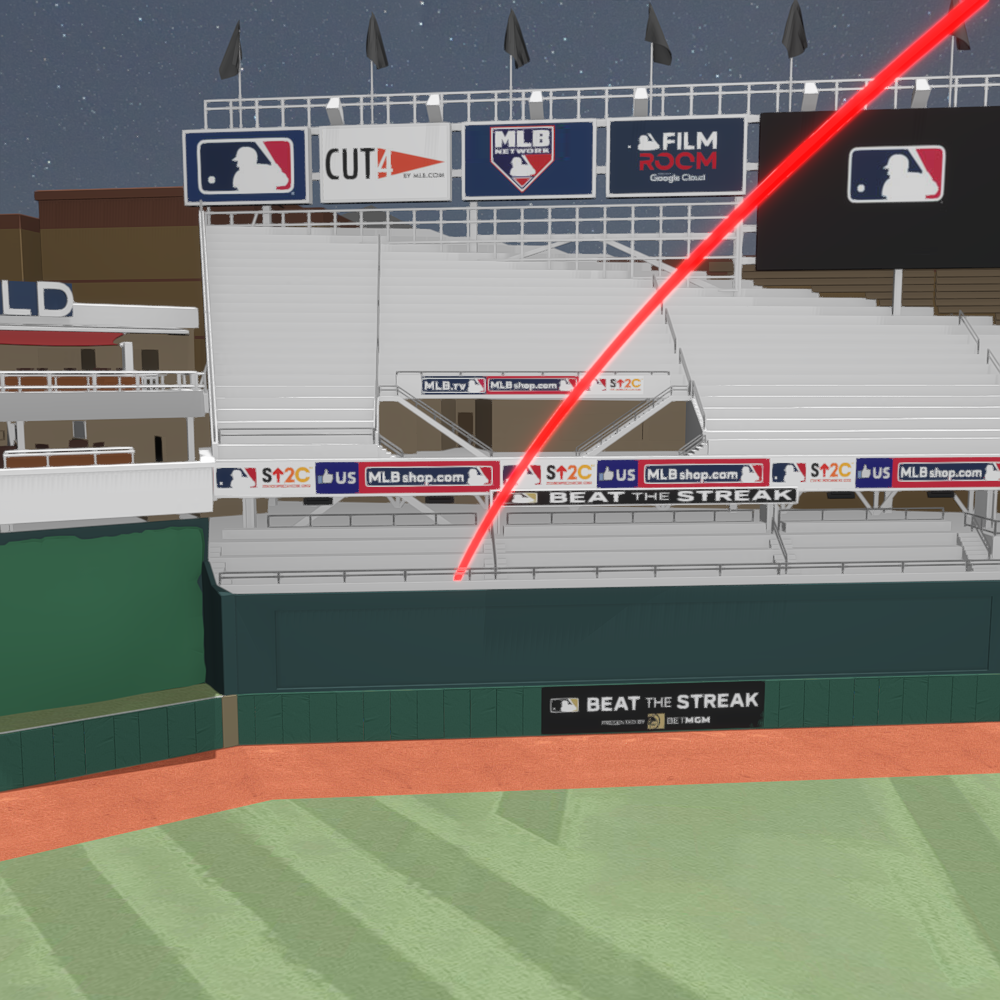 CUT4
BY MLB.COM
MLB
NETWORK
FILM
ROOM
Google Cloud
LD
MLB.TV
MLBshop.com
S↑2C
S↑2C
US
MLBshop.com
S↑2C
US
MLBshop.com
S↑2C
US
MLBshop.com
BEAT THE STREAK
BEAT THE STREAK
PRESENTED BY BETMGM